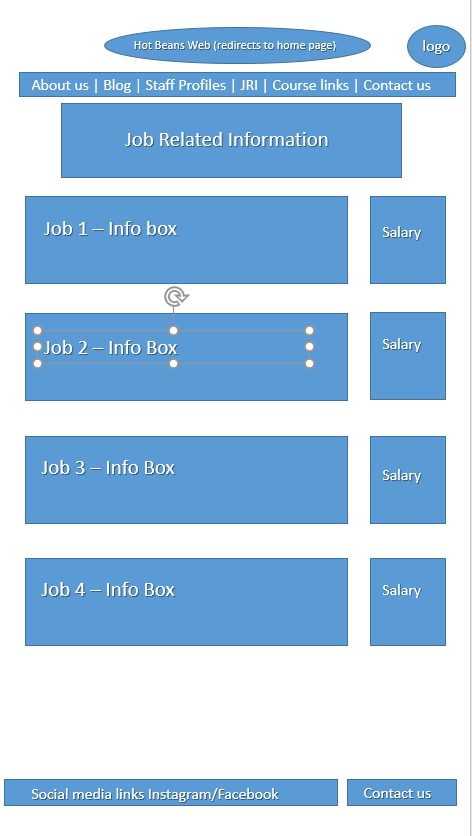 Hot Beans Web (redirects to home page)
logo
About us | Blog | Staff Profiles | JRI | Course links | Contact us
Job Related Information
Job 1 – Info box
Salary
Job 2 – Info Box
Salary
Job 3 – Info Box
Salary
Job 4 – Info Box
Salary
Social media links Instagram/Facebook
Contact us